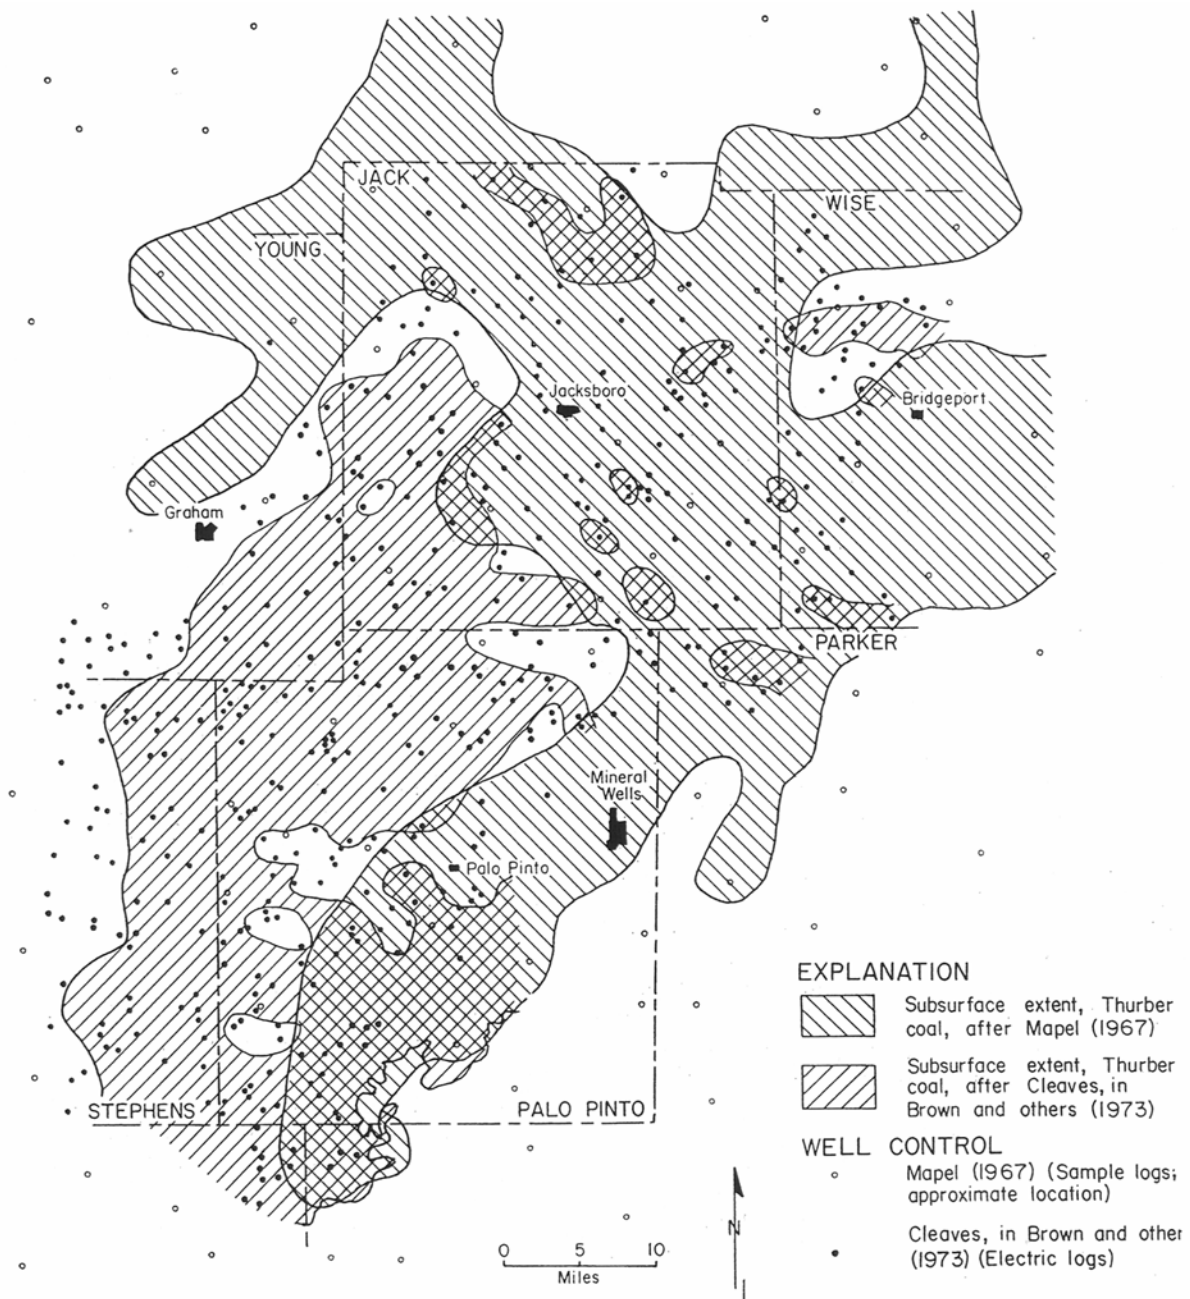 JACK
WISE
YOUNG
Jacksboro
Bridgeport
Graham
PARKER
Mineral
Wells
Palo Pinto
STEPHENS
PALO PINTO
EXPLANATION
Subsurface extent, Thurber
coal, after Mapel (1967)
Subsurface extent, Thurber
coal, after Cleaves, in
Brown and others (1973)
WELL CONTROL
Mapel (1967) (Sample logs;
approximate location)
Cleaves, in Brown and other
(1973) (Electric logs)
N
0 5 10
Miles